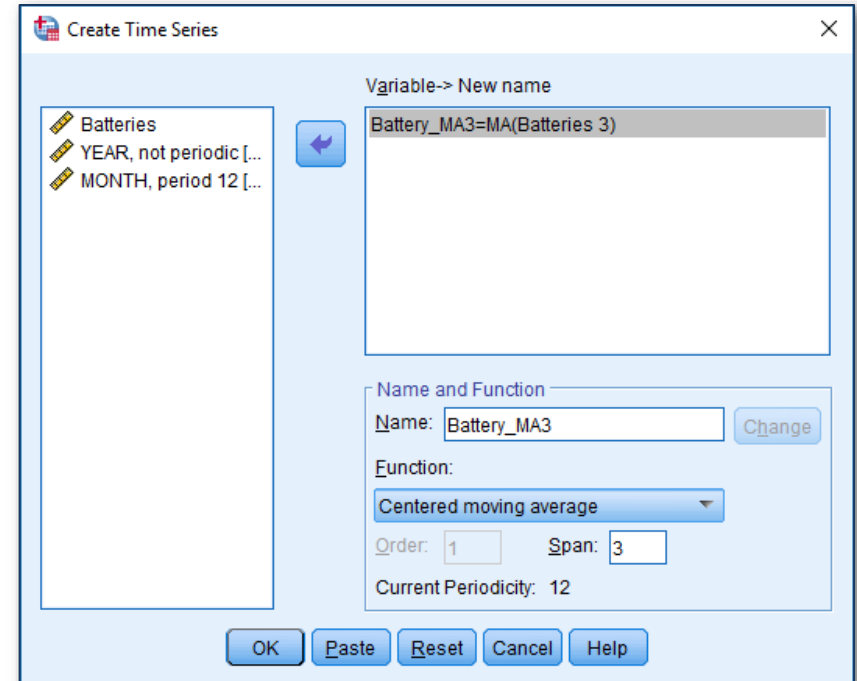 Create Time Series
Variable-> New name
Batteries
YEAR, not periodic [...
MONTH, period 12 [...
Battery_MA3=MA(Batteries 3)
Name and Function
Name: Battery_MA3 Change
Function:
Centered moving average
Order: 1 Span: 3
Current Periodicity: 12
OK Paste Reset Cancel Help